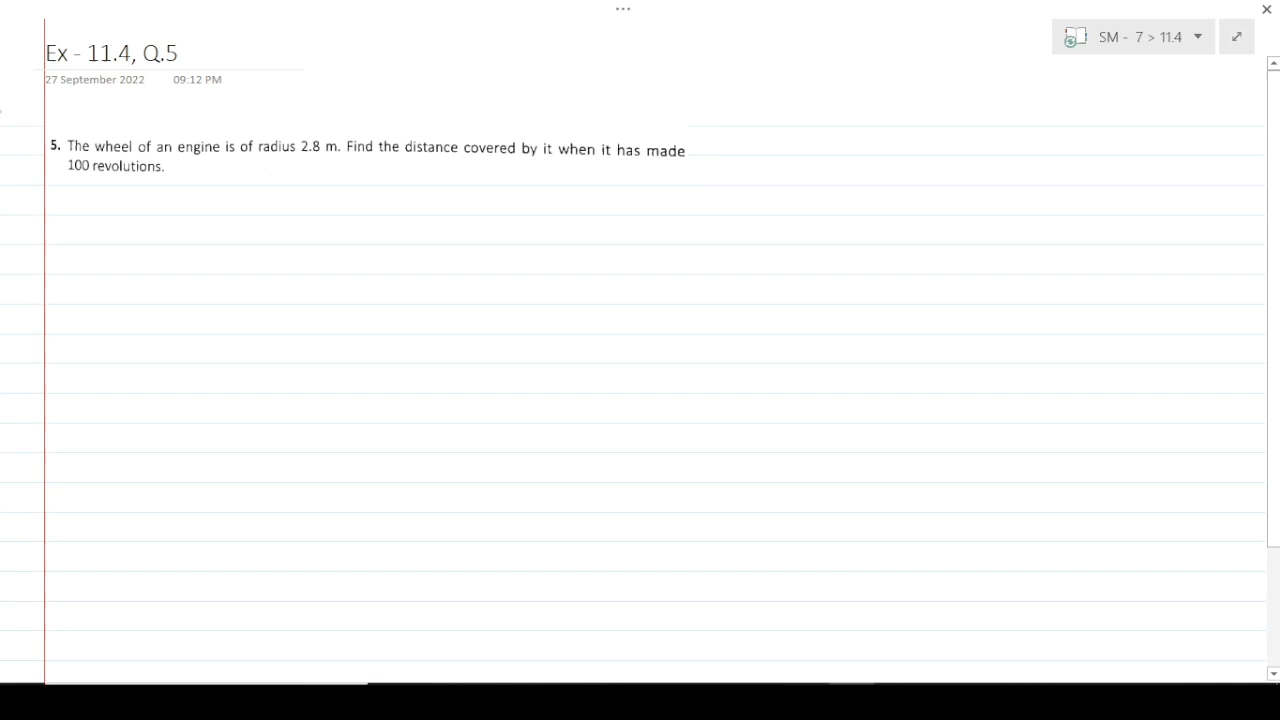 SM - 7 > 11.4
Ex - 11.4, Q.5
27 September 2022 09:12 PM
5. The wheel of an engine is of radius 2.8 m. Find the distance covered by it when it has made
100 revolutions.